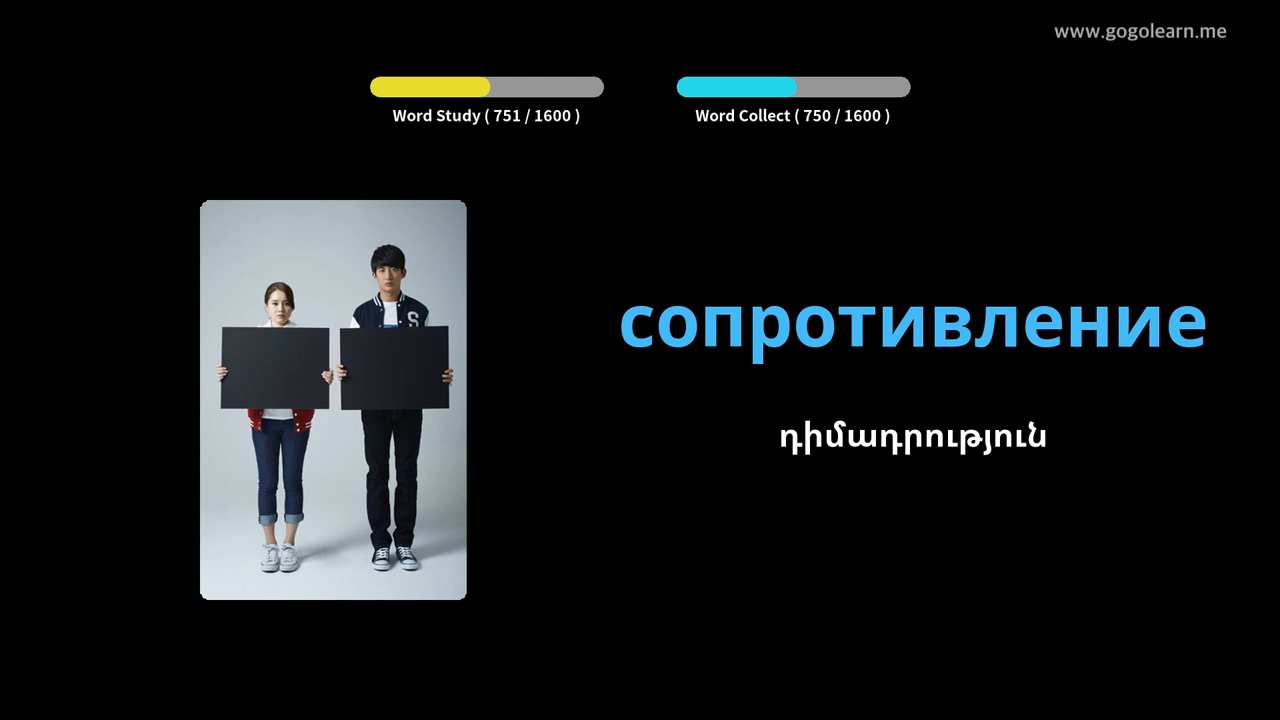 www.gogolearn.me
Word Study ( 751 / 1600 )
Word Collect ( 750 / 1600 )
S
сопротивление
դիմադրություն